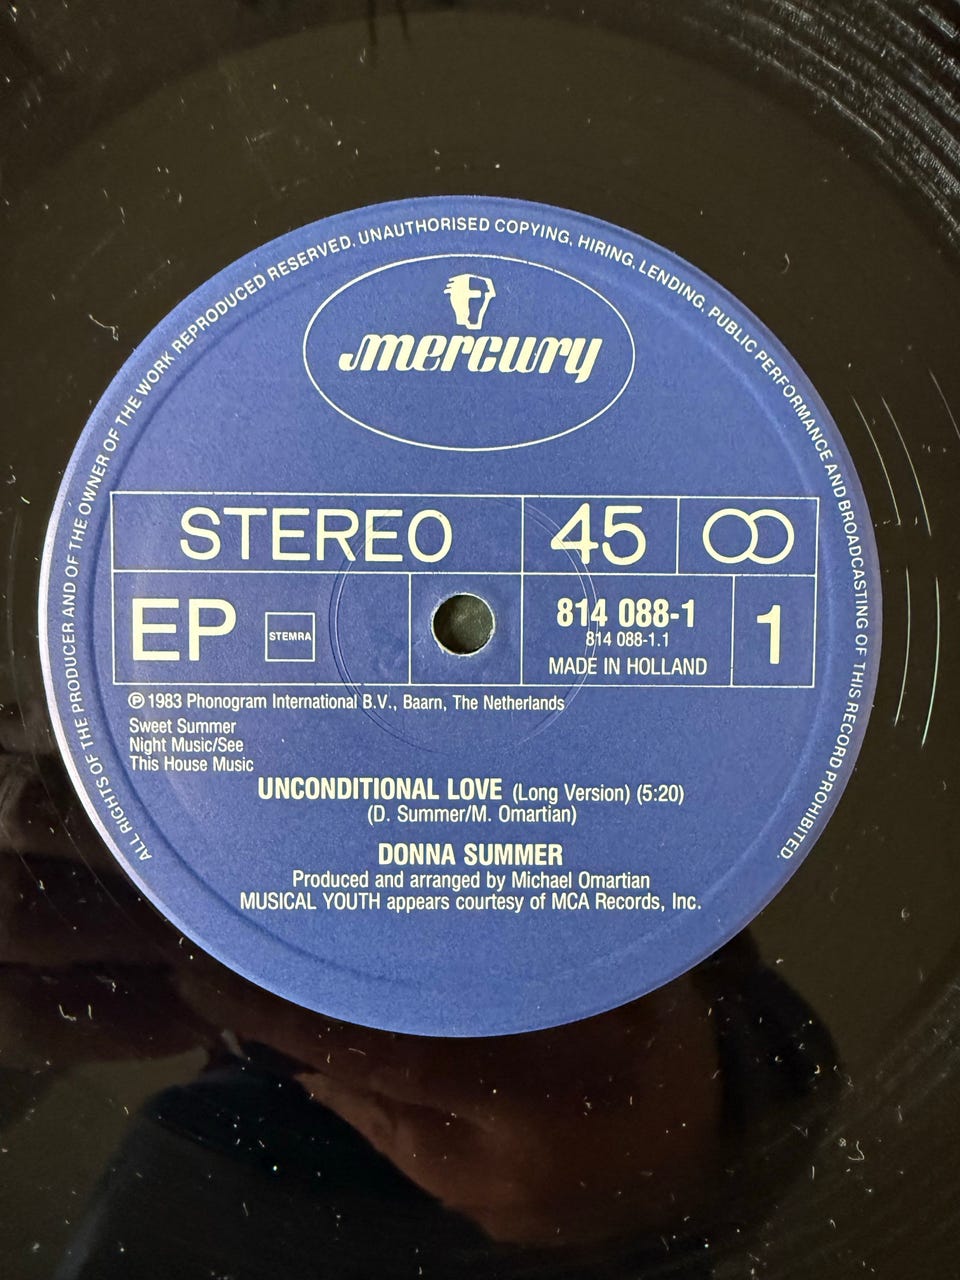 ALL RIGHTS OF THE PRODUCER AND OF THE OWNER OF THE WORK REPRODUCED RESERVED. UNAUTHORISED COPYING, HIRING, LENDING, PUBLIC PERFORMANCE AND BROADCASTING OF THIS RECORD PROHIBITED.
mercury
STEREO 45
EP STEMRA 814 088-1 1
814 088-1.1
MADE IN HOLLAND
℗ 1983 Phonogram International B.V., Baarn, The Netherlands
Sweet Summer
Night Music/See
This House Music
UNCONDITIONAL LOVE (Long Version) (5:20)
(D. Summer/M. Omartian)
DONNA SUMMER
Produced and arranged by Michael Omartian
MUSICAL YOUTH appears courtesy of MCA Records, Inc.